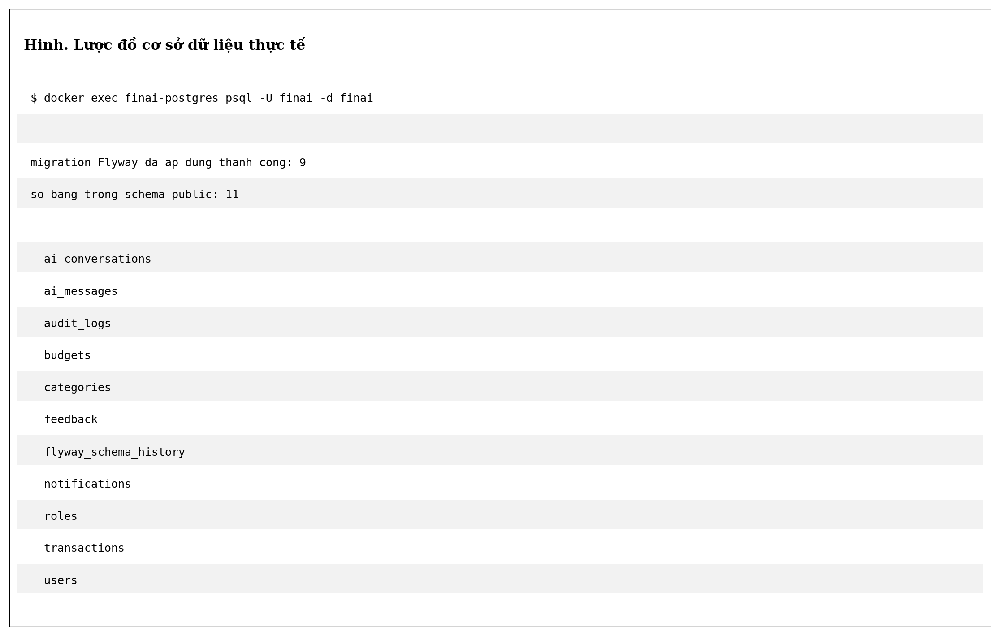 Hinh. Lược đồ cơ sở dữ liệu thực tế
$ docker exec finai-postgres psql -U finai -d finai
migration Flyway da ap dung thanh cong: 9
so bang trong schema public: 11
ai_conversations
ai_messages
audit_logs
budgets
categories
feedback
flyway_schema_history
notifications
roles
transactions
users